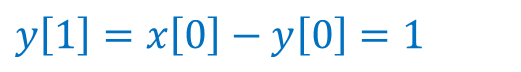 y[1] = x[0] − y[0] = 1